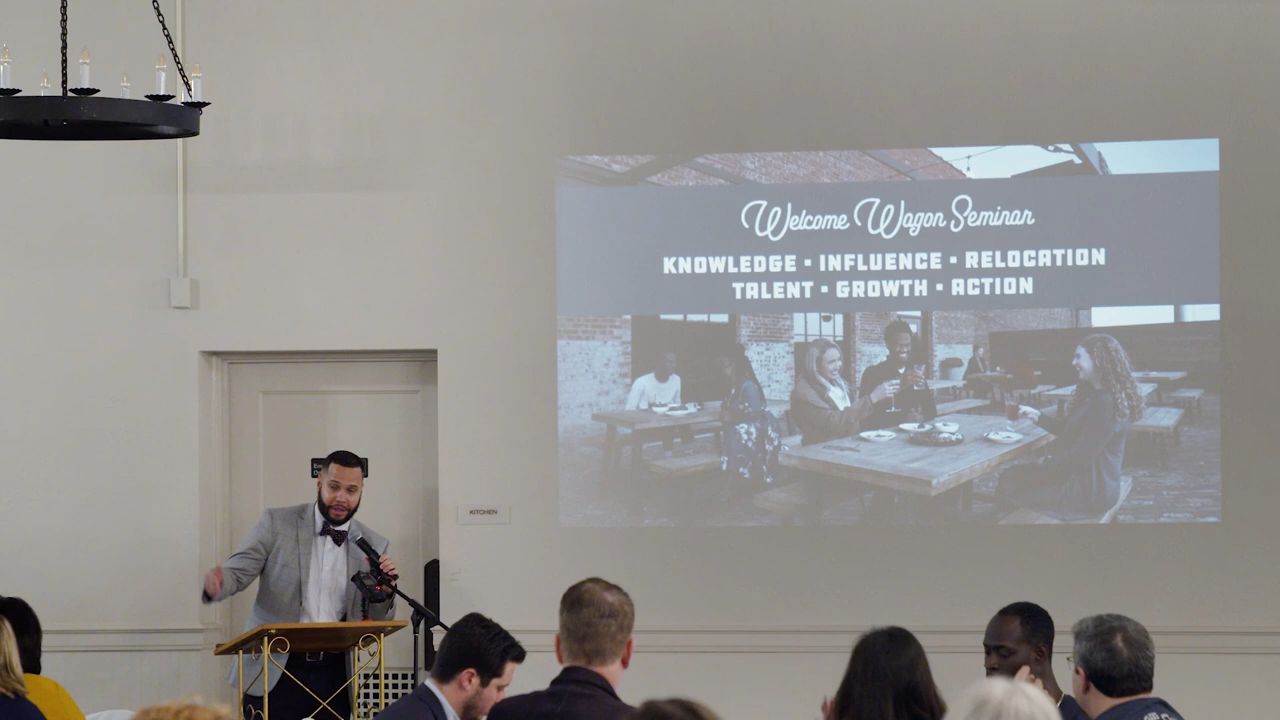 Welcome Wagon Seminar
KNOWLEDGE · INFLUENCE · RELOCATION
TALENT · GROWTH · ACTION
KITCHEN